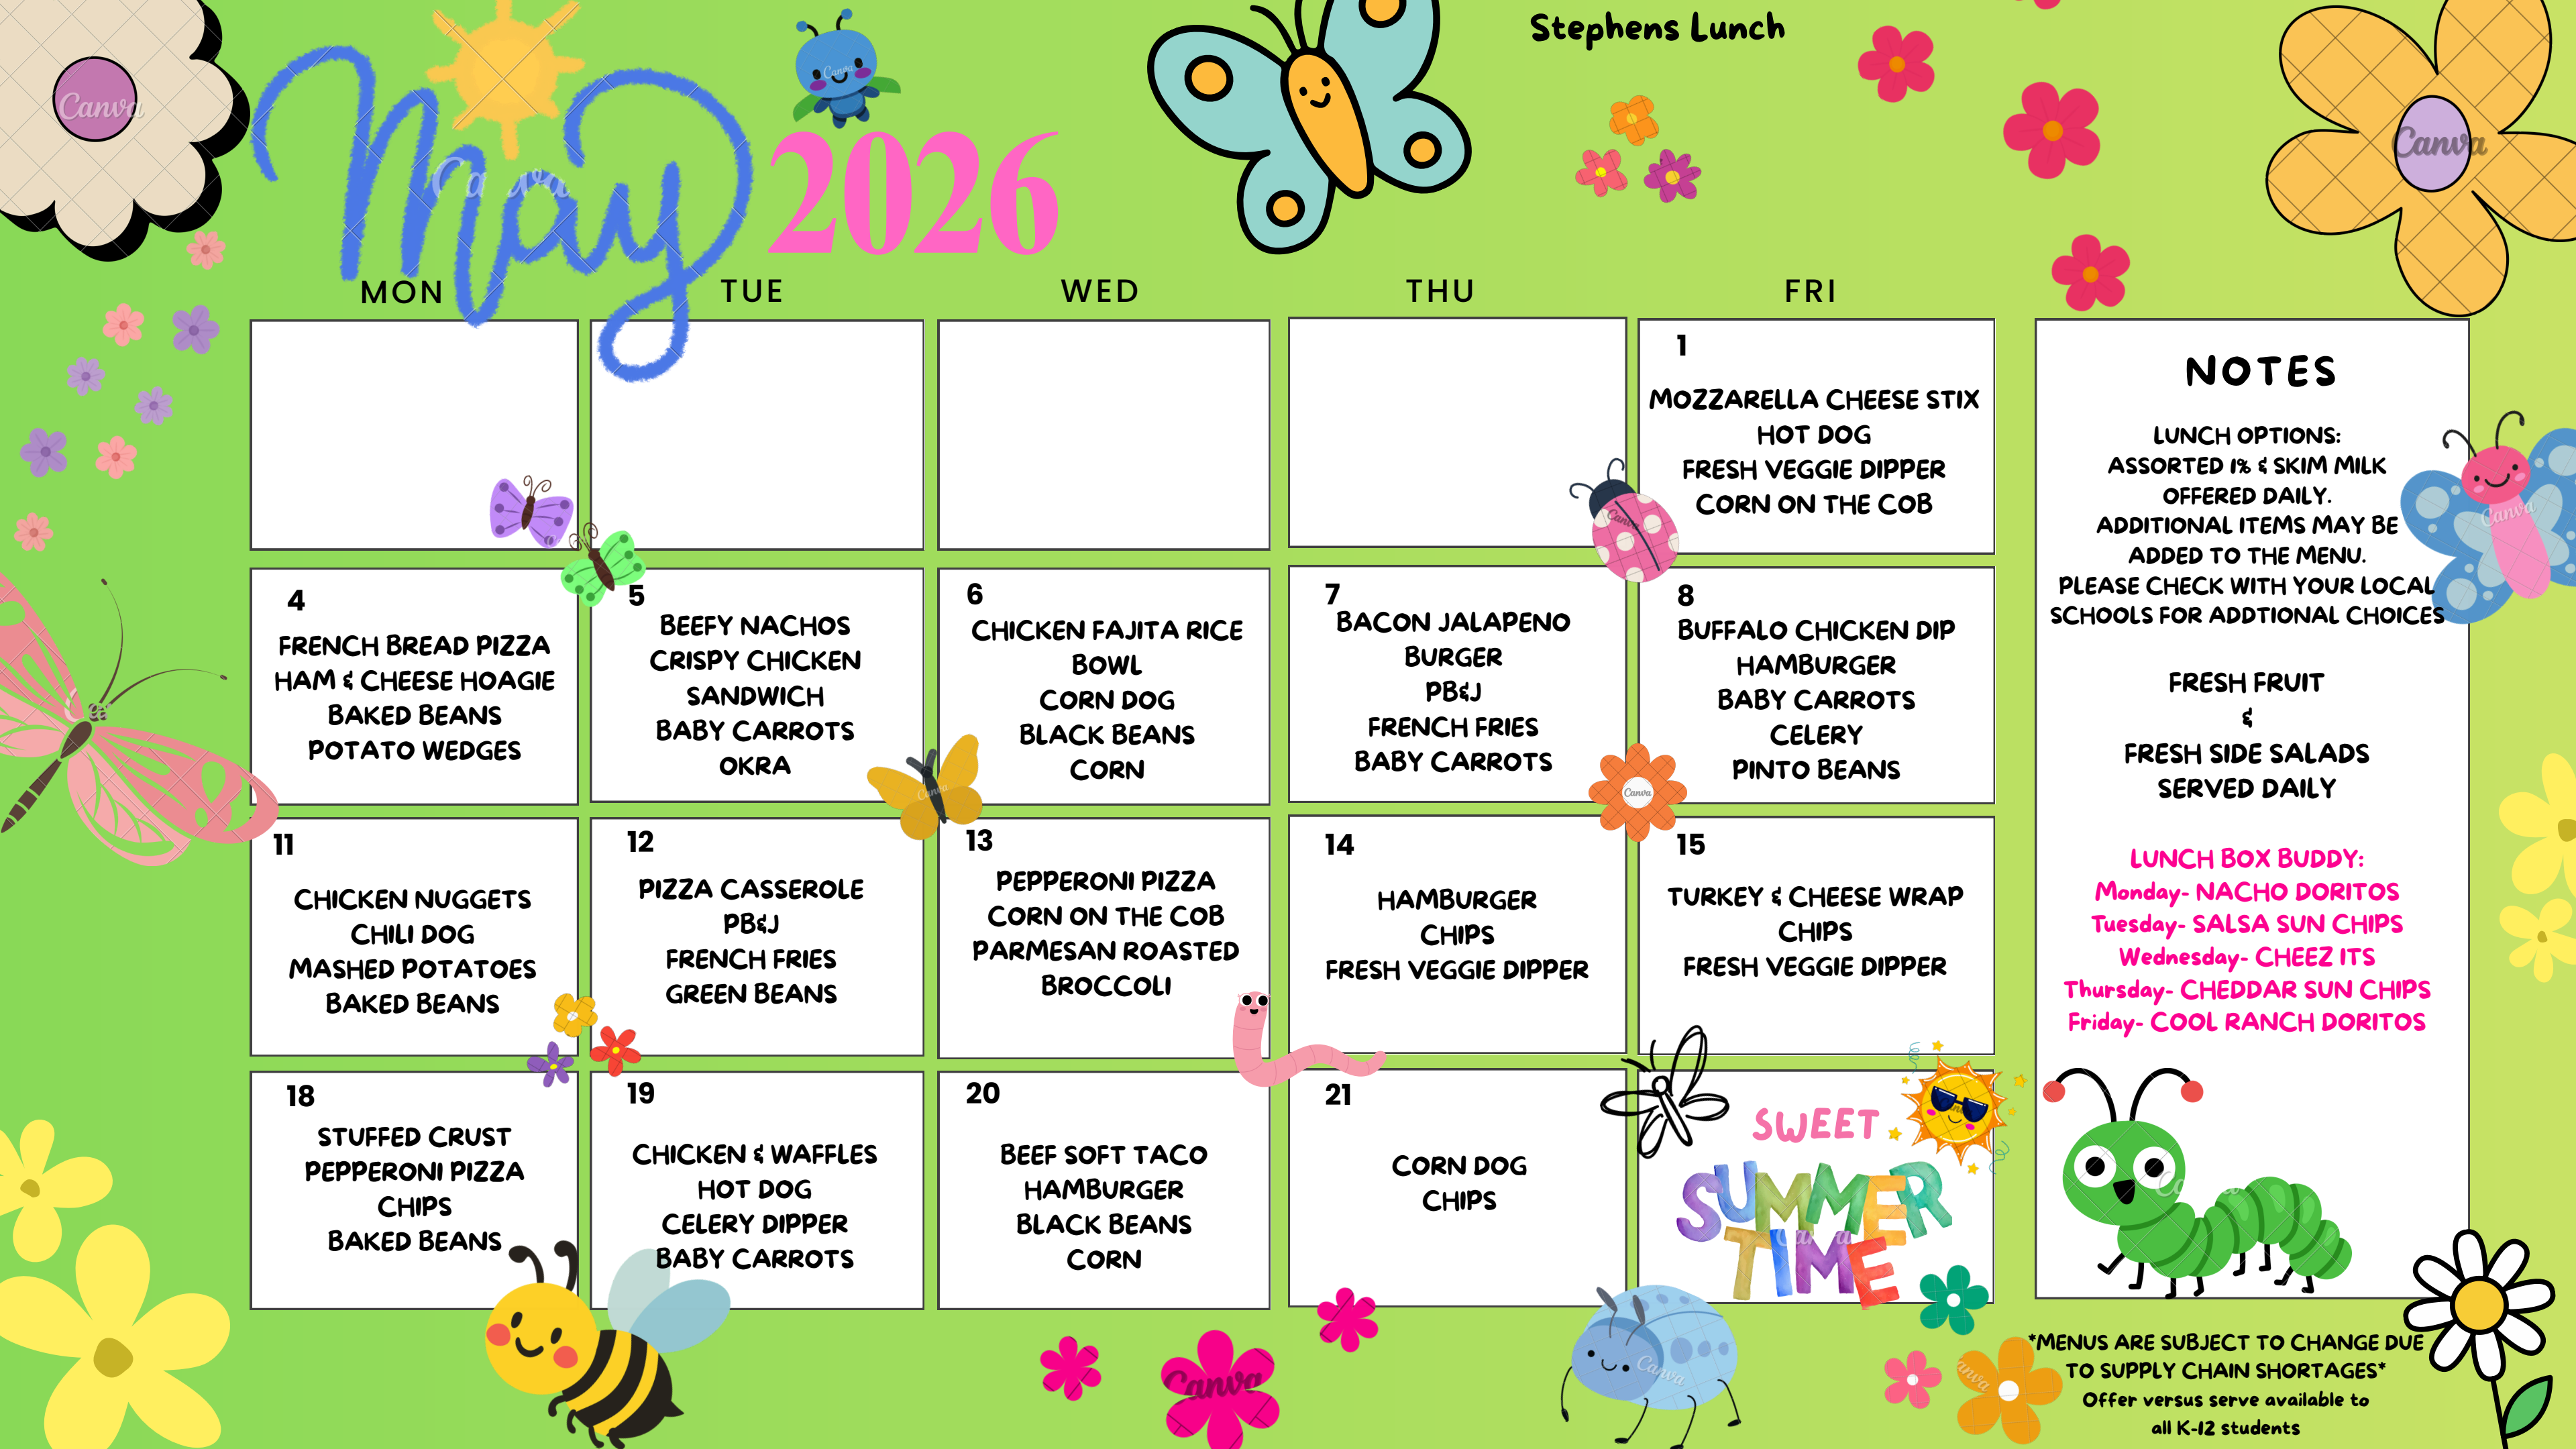 Stephens Lunch
May
2026
MON
TUE
WED
THU
FRI
1
MOZZARELLA CHEESE STIX
HOT DOG
FRESH VEGGIE DIPPER
CORN ON THE COB
4
FRENCH BREAD PIZZA
HAM & CHEESE HOAGIE
BAKED BEANS
POTATO WEDGES
5
BEEFY NACHOS
CRISPY CHICKEN
SANDWICH
BABY CARROTS
OKRA
6
CHICKEN FAJITA RICE
BOWL
CORN DOG
BLACK BEANS
CORN
7
BACON JALAPENO
BURGER
PB&J
FRENCH FRIES
BABY CARROTS
8
BUFFALO CHICKEN DIP
HAMBURGER
BABY CARROTS
CELERY
PINTO BEANS
11
CHICKEN NUGGETS
CHILI DOG
MASHED POTATOES
BAKED BEANS
12
PIZZA CASSEROLE
PB&J
FRENCH FRIES
GREEN BEANS
13
PEPPERONI PIZZA
CORN ON THE COB
PARMESAN ROASTED
BROCCOLI
14
HAMBURGER
CHIPS
FRESH VEGGIE DIPPER
15
TURKEY & CHEESE WRAP
CHIPS
FRESH VEGGIE DIPPER
18
STUFFED CRUST
PEPPERONI PIZZA
CHIPS
BAKED BEANS
19
CHICKEN & WAFFLES
HOT DOG
CELERY DIPPER
BABY CARROTS
20
BEEF SOFT TACO
HAMBURGER
BLACK BEANS
CORN
21
CORN DOG
CHIPS
SWEET
SUMMER
TIME
NOTES
LUNCH OPTIONS:
ASSORTED 1% & SKIM MILK
OFFERED DAILY.
ADDITIONAL ITEMS MAY BE
ADDED TO THE MENU.
PLEASE CHECK WITH YOUR LOCAL
SCHOOLS FOR ADDTIONAL CHOICES
FRESH FRUIT
&
FRESH SIDE SALADS
SERVED DAILY
LUNCH BOX BUDDY:
Monday- NACHO DORITOS
Tuesday- SALSA SUN CHIPS
Wednesday- CHEEZ ITS
Thursday- CHEDDAR SUN CHIPS
Friday- COOL RANCH DORITOS
*MENUS ARE SUBJECT TO CHANGE DUE
TO SUPPLY CHAIN SHORTAGES*
Offer versus serve available to
all K-12 students
Canva
Canva
Canva
Canva
Canva
Canva
Canva
Canva
Canva
Canva